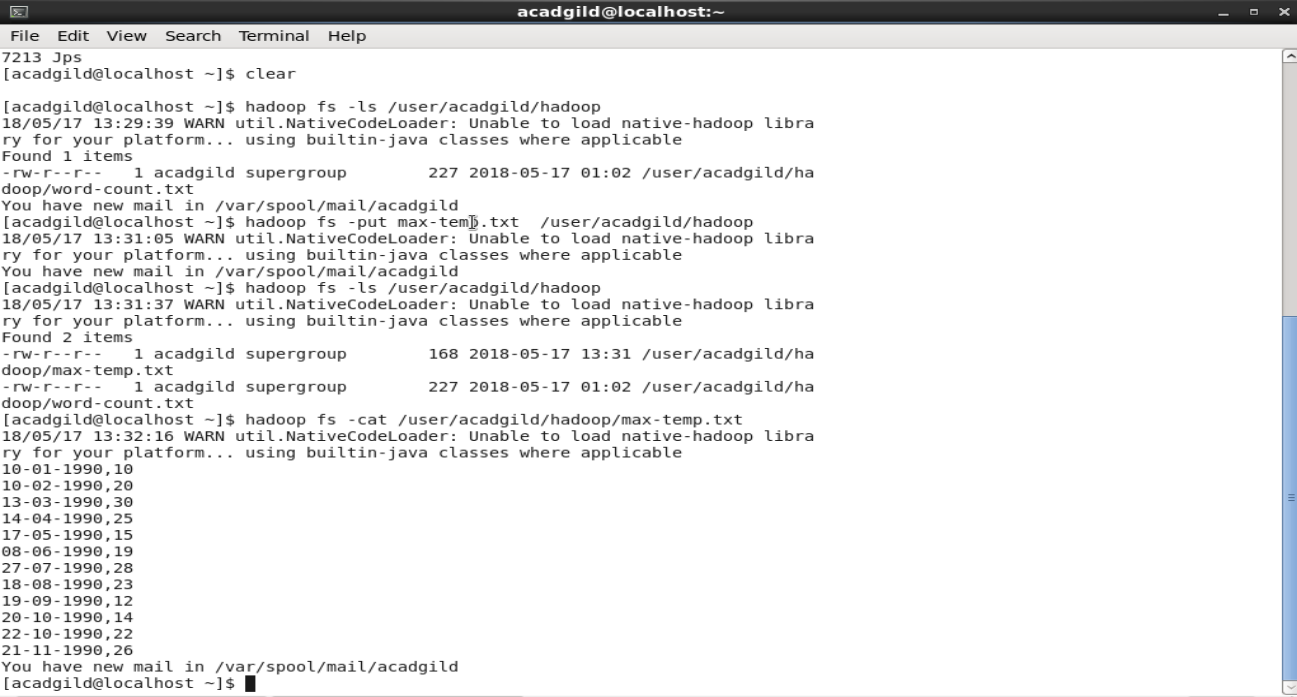 acadgild@localhost:~
File Edit View Search Terminal Help
7213 Jps
[acadgild@localhost ~]$ clear
[acadgild@localhost ~]$ hadoop fs -ls /user/acadgild/hadoop
18/05/17 13:29:39 WARN util.NativeCodeLoader: Unable to load native-hadoop libra
ry for your platform... using builtin-java classes where applicable
Found 1 items
-rw-r--r--   1 acadgild supergroup        227 2018-05-17 01:02 /user/acadgild/ha
doop/word-count.txt
You have new mail in /var/spool/mail/acadgild
[acadgild@localhost ~]$ hadoop fs -put max-temp.txt  /user/acadgild/hadoop
18/05/17 13:31:05 WARN util.NativeCodeLoader: Unable to load native-hadoop libra
ry for your platform... using builtin-java classes where applicable
You have new mail in /var/spool/mail/acadgild
[acadgild@localhost ~]$ hadoop fs -ls /user/acadgild/hadoop
18/05/17 13:31:37 WARN util.NativeCodeLoader: Unable to load native-hadoop libra
ry for your platform... using builtin-java classes where applicable
Found 2 items
-rw-r--r--   1 acadgild supergroup        168 2018-05-17 13:31 /user/acadgild/ha
doop/max-temp.txt
-rw-r--r--   1 acadgild supergroup        227 2018-05-17 01:02 /user/acadgild/ha
doop/word-count.txt
[acadgild@localhost ~]$ hadoop fs -cat /user/acadgild/hadoop/max-temp.txt
18/05/17 13:32:16 WARN util.NativeCodeLoader: Unable to load native-hadoop libra
ry for your platform... using builtin-java classes where applicable
10-01-1990,10
10-02-1990,20
13-03-1990,30
14-04-1990,25
17-05-1990,15
08-06-1990,19
27-07-1990,28
18-08-1990,23
19-09-1990,12
20-10-1990,14
22-10-1990,22
21-11-1990,26
You have new mail in /var/spool/mail/acadgild
[acadgild@localhost ~]$